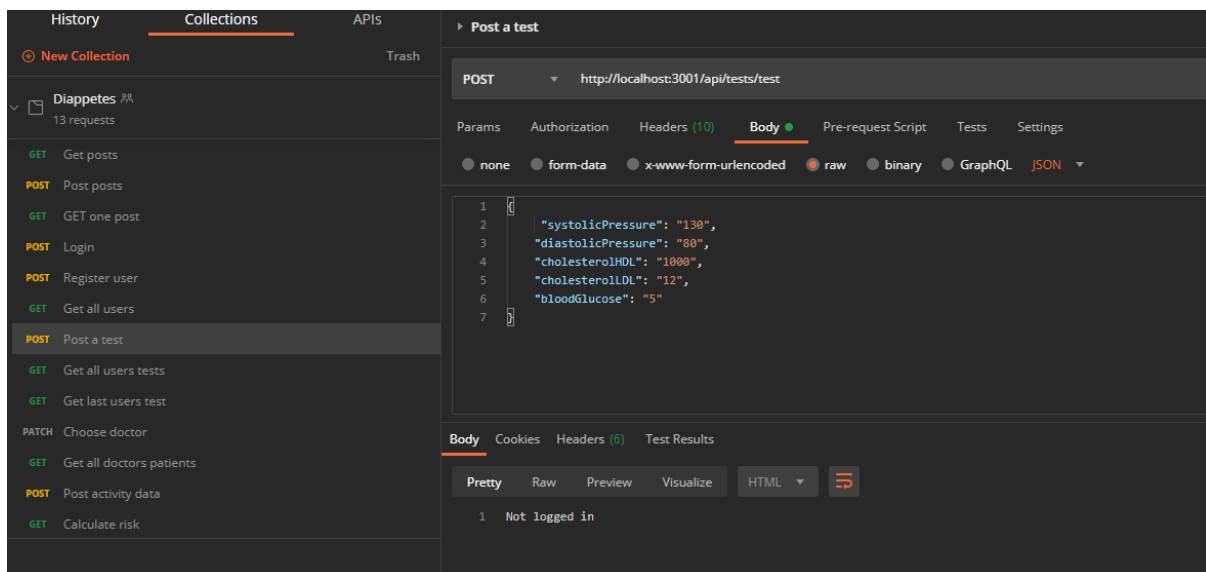 History Collections APIs
New Collection Trash
Diappetes
13 requests
GET Get posts
POST Post posts
GET GET one post
POST Login
POST Register user
GET Get all users
POST Post a test
GET Get all users tests
GET Get last users test
PATCH Choose doctor
GET Get all doctors patients
POST Post activity data
GET Calculate risk
Post a test
POST http://localhost:3001/api/tests/test
Params Authorization Headers (10) Body Pre-request Script Tests Settings
none form-data x-www-form-urlencoded raw binary GraphQL JSON
1 {
2 "systolicPressure": "130",
3 "diastolicPressure": "80",
4 "cholesterolHDL": "1000",
5 "cholesterolLDL": "12",
6 "bloodGlucose": "5"
7 }
Body Cookies Headers (6) Test Results
Pretty Raw Preview Visualize HTML
1 Not logged in